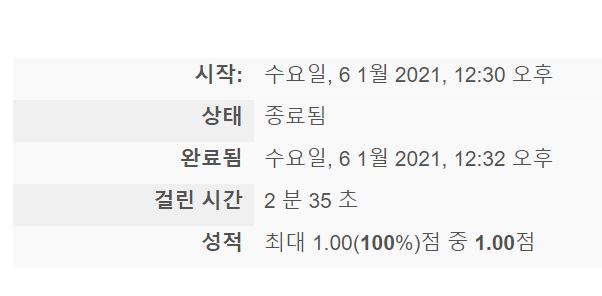 시작: 수요일, 6 1월 2021, 12:30 오후
상태 종료됨
완료됨 수요일, 6 1월 2021, 12:32 오후
걸린 시간 2 분 35 초
성적 최대 1.00(100%)점 중 1.00점